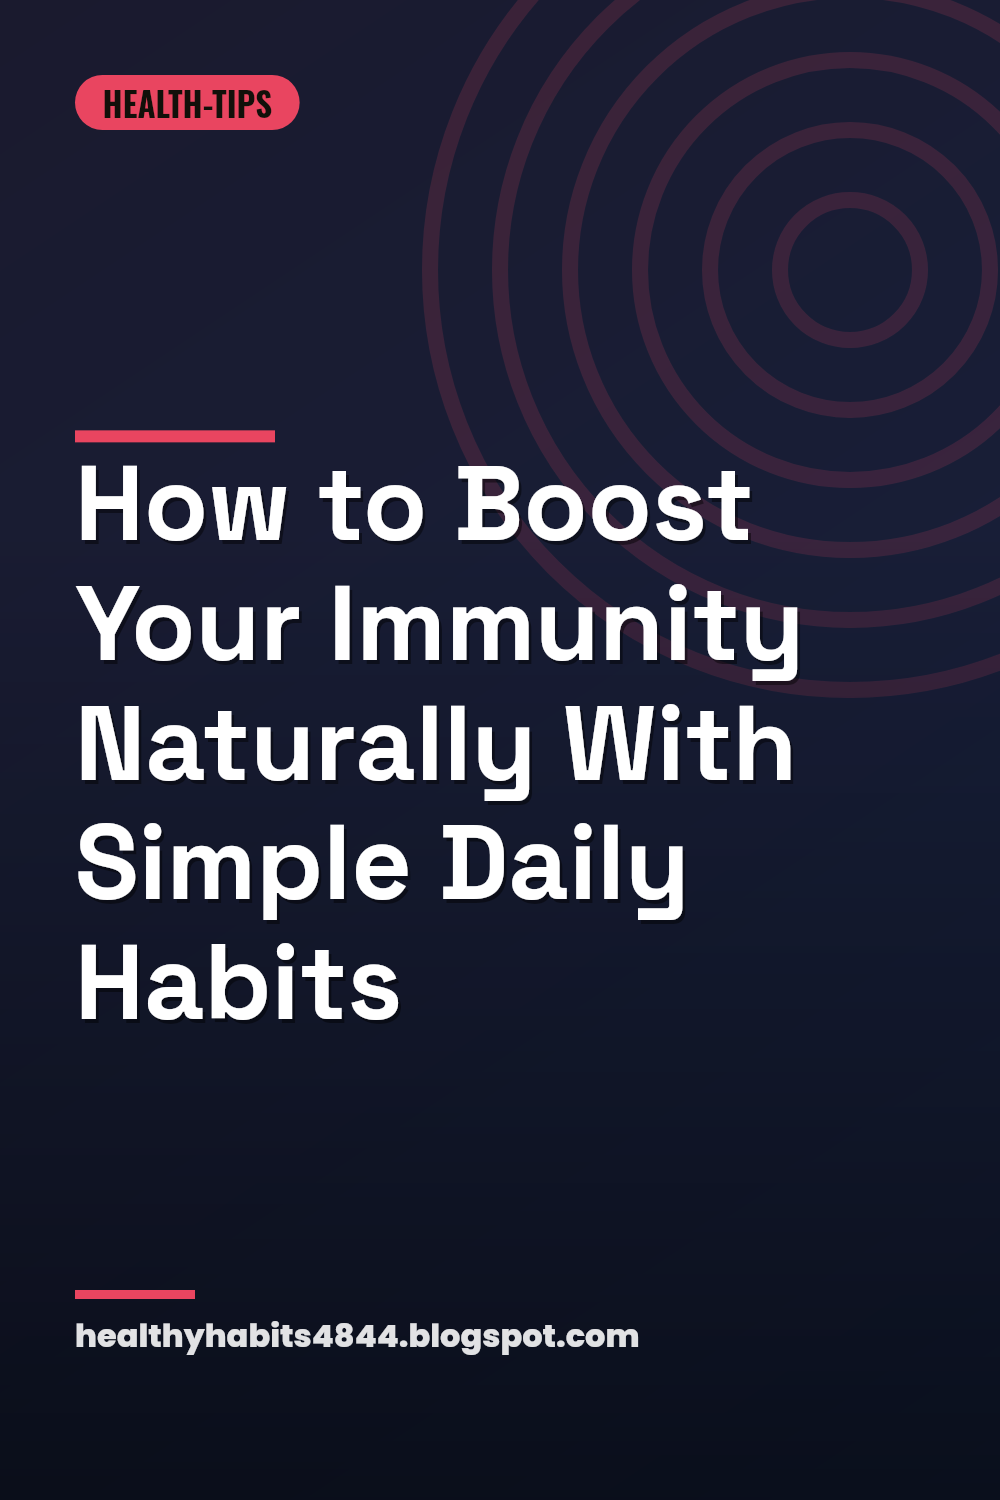 HEALTH-TIPS
How to Boost
Your Immunity
Naturally With
Simple Daily
Habits
healthyhabits4844.blogspot.com